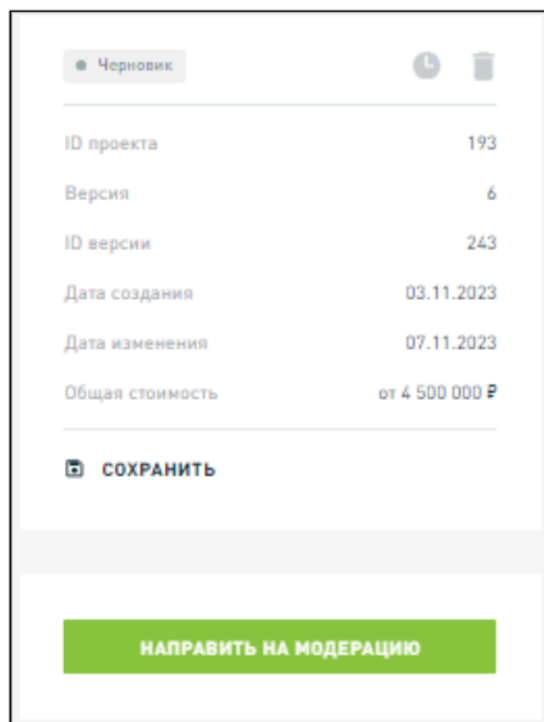 Черновик
ID проекта 193
Версия 6
ID версии 243
Дата создания 03.11.2023
Дата изменения 07.11.2023
Общая стоимость от 4 500 000 ₽
СОХРАНИТЬ
НАПРАВИТЬ НА МОДЕРАЦИЮ